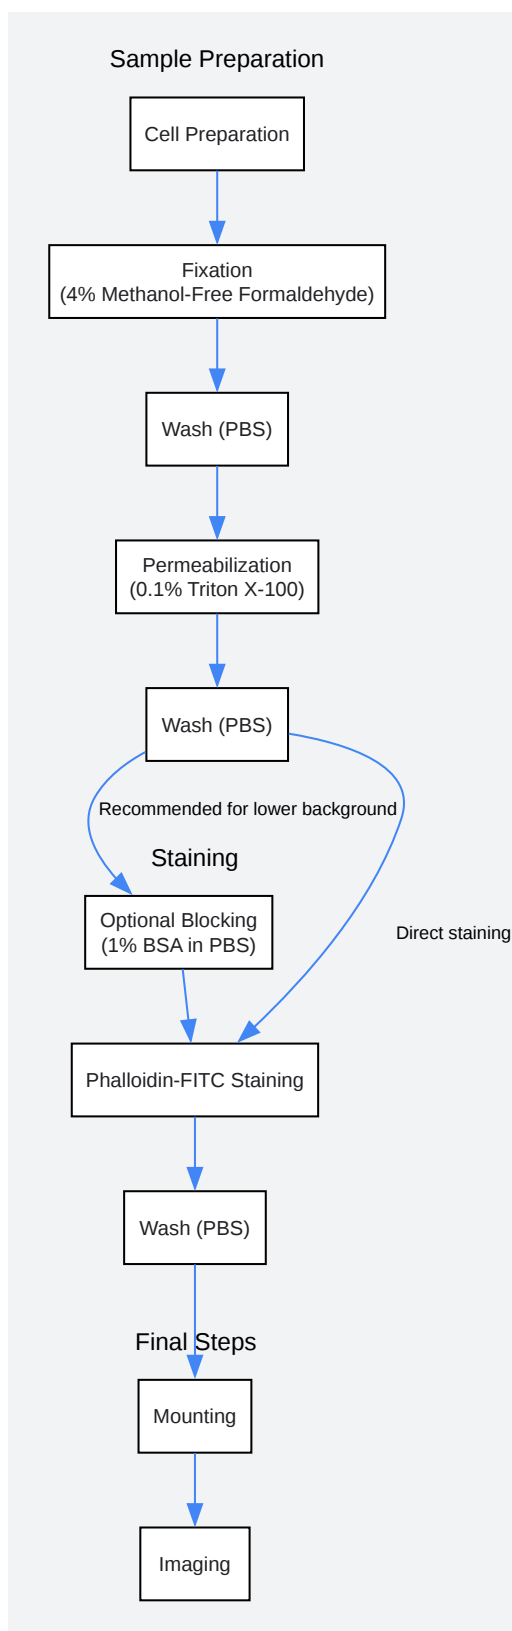 Sample Preparation
Cell Preparation
Fixation
(4% Methanol-Free Formaldehyde)
Wash (PBS)
Permeabilization
(0.1% Triton X-100)
Wash (PBS)
Recommended for lower background
Staining
Optional Blocking
(1% BSA in PBS)
Direct staining
Phalloidin-FITC Staining
Wash (PBS)
Final Steps
Mounting
Imaging